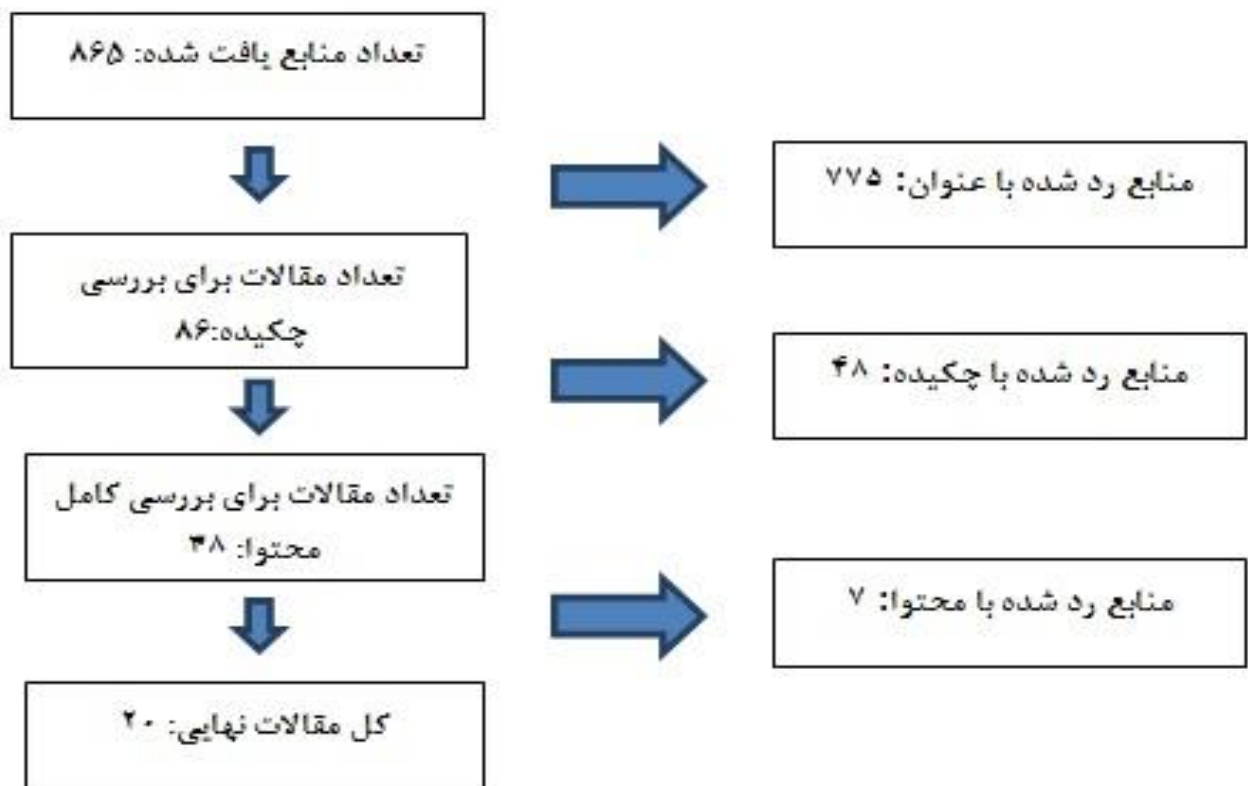 تعداد منابع یافت شده: ۸۶۵
منابع رد شده با عنوان: ۷۷۵
تعداد مقالات برای بررسی
چکیده:۸۶
منابع رد شده با چکیده: ۴۸
تعداد مقالات برای بررسی کامل
محتوا: ۳۸
منابع رد شده با محتوا: ۷
کل مقالات نهایی: ۲۰